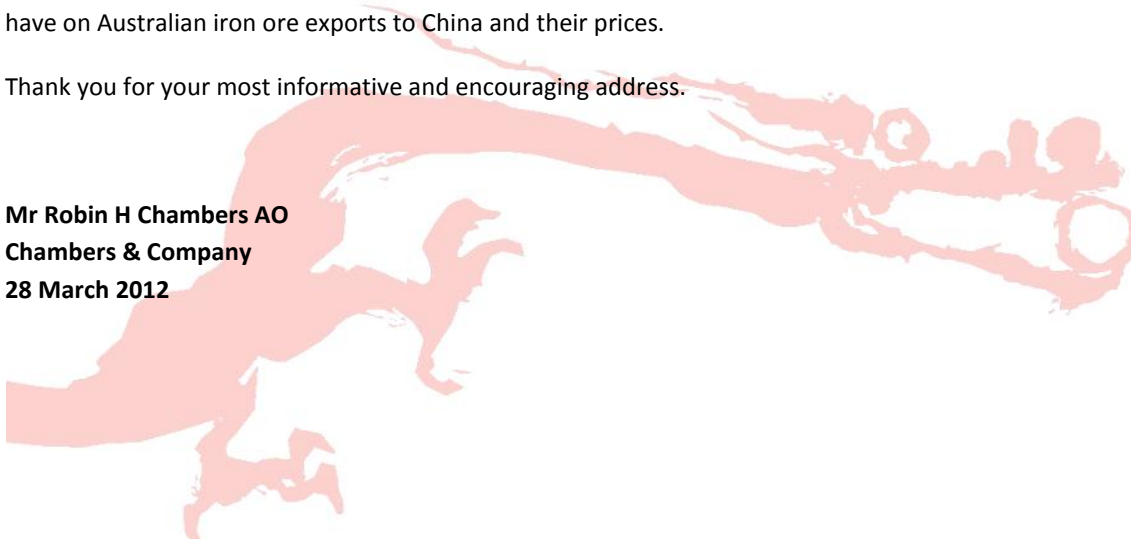 have on Australian iron ore exports to China and their prices.
Thank you for your most informative and encouraging address.
Mr Robin H Chambers AO
Chambers & Company
28 March 2012